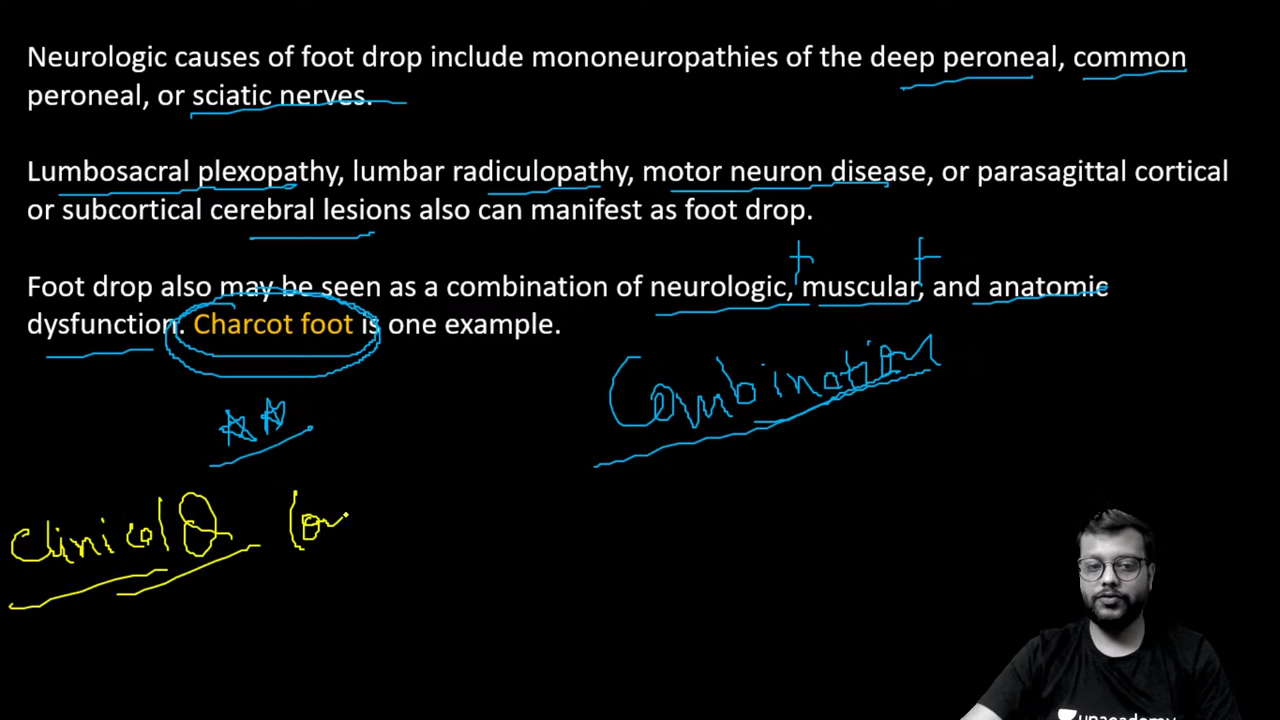 Neurologic causes of foot drop include mononeuropathies of the deep peroneal, common
peroneal, or sciatic nerves.
Lumbosacral plexopathy, lumbar radiculopathy, motor neuron disease, or parasagittal cortical
or subcortical cerebral lesions also can manifest as foot drop.
Foot drop also may be seen as a combination of neurologic, muscular, and anatomic
dysfunction. Charcot foot is one example.
Combination
Clinical Q
unacademy